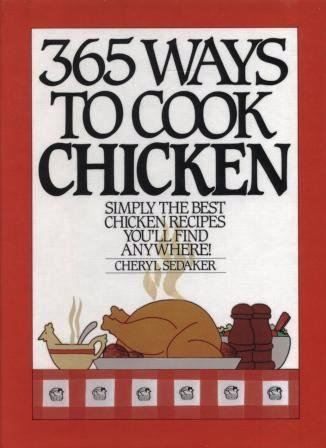 365 WAYS
TO COOK
CHICKEN
SIMPLY THE BEST
CHICKEN RECIPES
YOU'LL FIND
ANYWHERE!
CHERYL SEDAKER